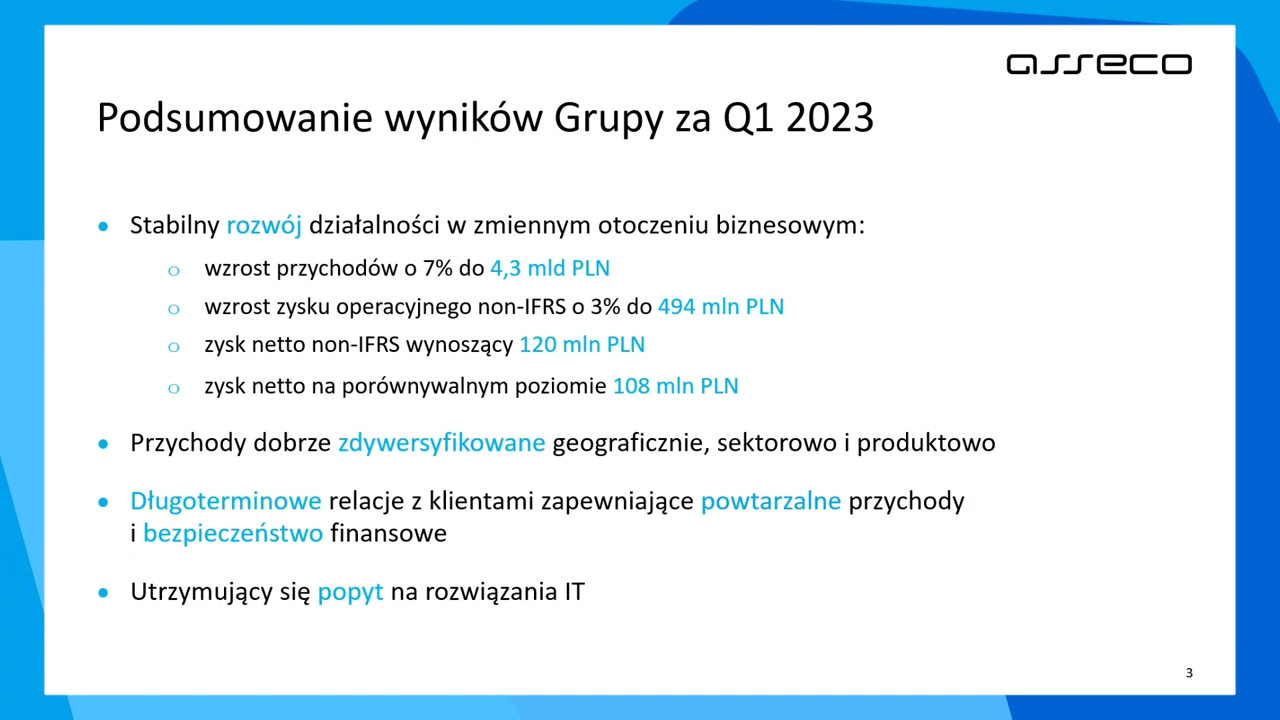 asseco
Podsumowanie wyników Grupy za Q1 2023
• Stabilny rozwój działalności w zmiennym otoczeniu biznesowym:
o wzrost przychodów o 7% do 4,3 mld PLN
o wzrost zysku operacyjnego non-IFRS o 3% do 494 mln PLN
o zysk netto non-IFRS wynoszący 120 mln PLN
o zysk netto na porównywalnym poziomie 108 mln PLN
• Przychody dobrze zdywersyfikowane geograficznie, sektorowo i produktowo
• Długoterminowe relacje z klientami zapewniające powtarzalne przychody
i bezpieczeństwo finansowe
• Utrzymujący się popyt na rozwiązania IT
3